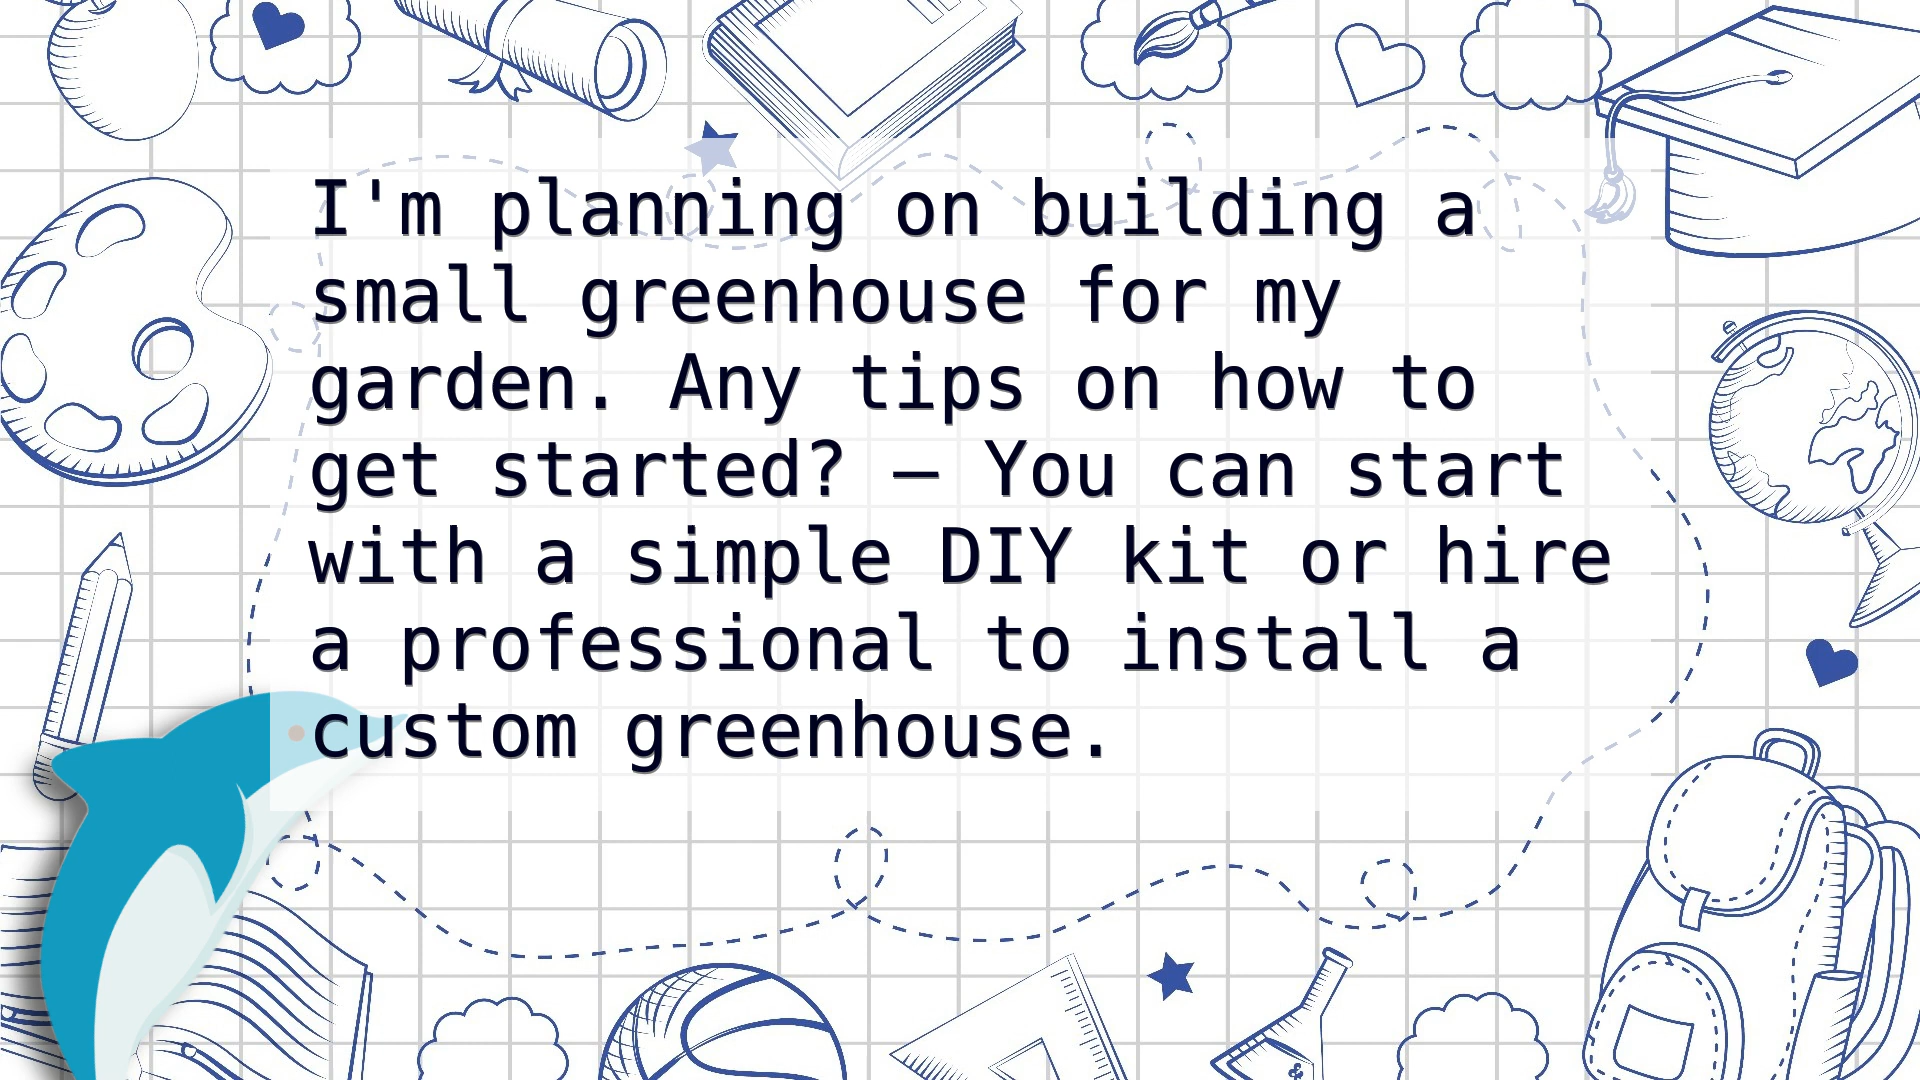 I'm planning on building a
small greenhouse for my
garden. Any tips on how to
get started? – You can start
with a simple DIY kit or hire
a professional to install a
custom greenhouse.